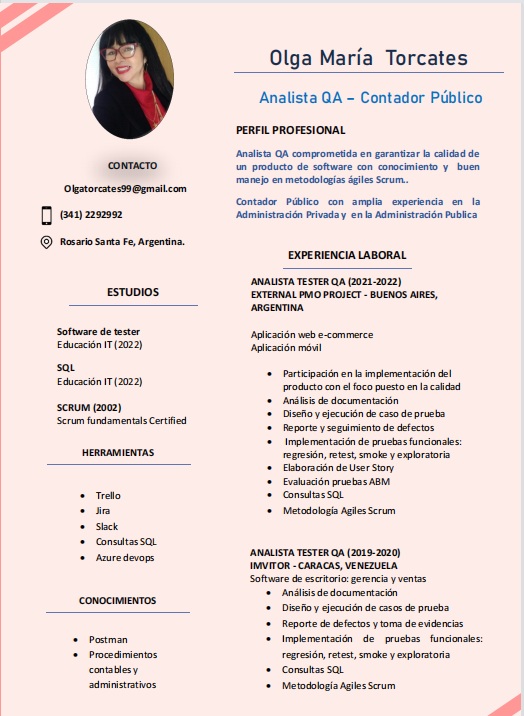 Olga María Torcates
Analista QA – Contador Público
CONTACTO
Olgatorcates99@gmail.com
(341) 2292992
Rosario Santa Fe, Argentina.
ESTUDIOS
Software de tester
Educación IT (2022)
SQL
Educación IT (2022)
SCRUM (2002)
Scrum fundamentals Certified
HERRAMIENTAS
• Trello
• Jira
• Slack
• Consultas SQL
• Azure devops
CONOCIMIENTOS
• Postman
• Procedimientos
contables y
administrativos
PERFIL PROFESIONAL
Analista QA comprometida en garantizar la calidad de
un producto de software con conocimiento y buen
manejo en metodologías ágiles Scrum..
Contador Público con amplia experiencia en la
Administración Privada y en la Administración Publica
EXPERIENCIA LABORAL
ANALISTA TESTER QA (2021-2022)
EXTERNAL PMO PROJECT - BUENOS AIRES,
ARGENTINA
Aplicación web e-commerce
Aplicación móvil
• Participación en la implementación del
producto con el foco puesto en la calidad
• Análisis de documentación
• Diseño y ejecución de caso de prueba
• Reporte y seguimiento de defectos
• Implementación de pruebas funcionales:
regresión, retest, smoke y exploratoria
• Elaboración de User Story
• Evaluación pruebas ABM
• Consultas SQL
• Metodología Agiles Scrum
ANALISTA TESTER QA (2019-2020)
IMVITOR - CARACAS, VENEZUELA
Software de escritorio: gerencia y ventas
• Análisis de documentación
• Diseño y ejecución de casos de prueba
• Reporte de defectos y toma de evidencias
• Implementación de pruebas funcionales:
regresión, retest, smoke y exploratoria
• Consultas SQL
• Metodología Agiles Scrum